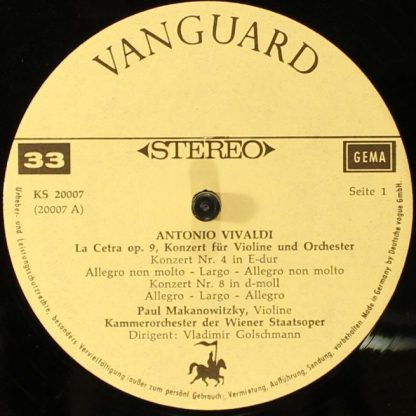 VANGUARD
33
STEREO
GEMA
KS 20007
(20007 A)
Seite 1
ANTONIO VIVALDI
La Cetra op. 9, Konzert für Violine und Orchester
Konzert Nr. 4 in E-dur
Allegro non molto - Largo - Allegro non molto
Konzert Nr. 8 in d-moll
Allegro - Largo - Allegro
Paul Makanowitzky, Violine
Kammerorchester der Wiener Staatsoper
Dirigent: Vladimir Golschmann
Urheber- und Leistungsschutzrechte, besonders Vervielfältigung (außer zum persönl. Gebrauch), Vermietung, Aufführung, Sendung, vorbehalten. Made in Germany by Deutsche vogue GmbH.